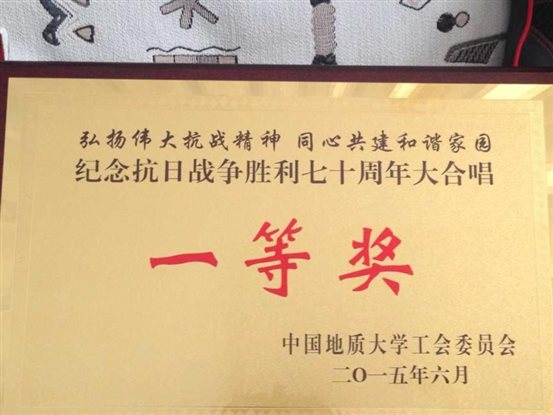 弘扬伟大抗战精神 同心共建和谐家园
纪念抗日战争胜利七十周年大合唱
一等奖
中国地质大学工会委员会
二〇一五年六月